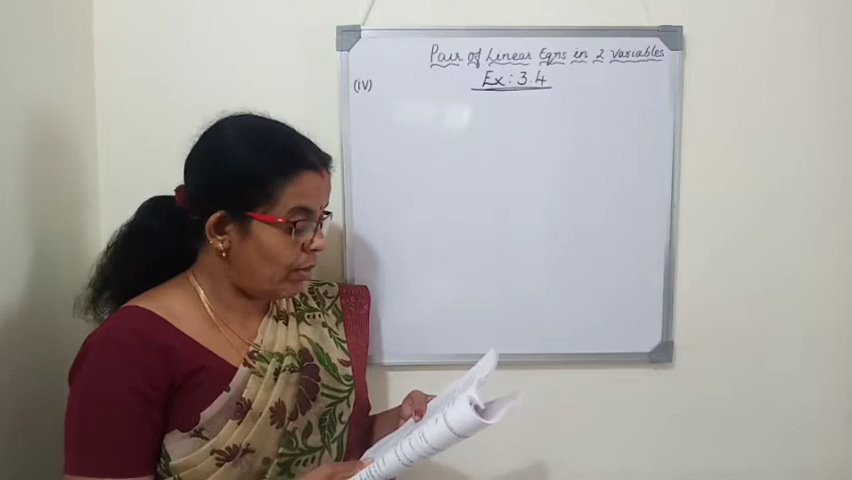 Pair of Linear Eqns in 2 variables
Ex: 3.4
(iv)